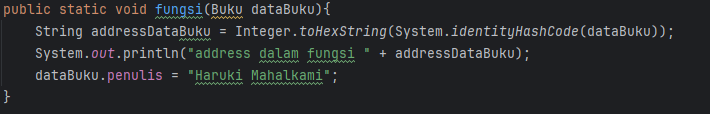 public static void fungsi(Buku dataBuku){
String addressDataBuku = Integer.toHexString(System.identityHashCode(dataBuku));
System.out.println("address dalam fungsi " + addressDataBuku);
dataBuku.penulis = "Haruki Mahalkami";
}